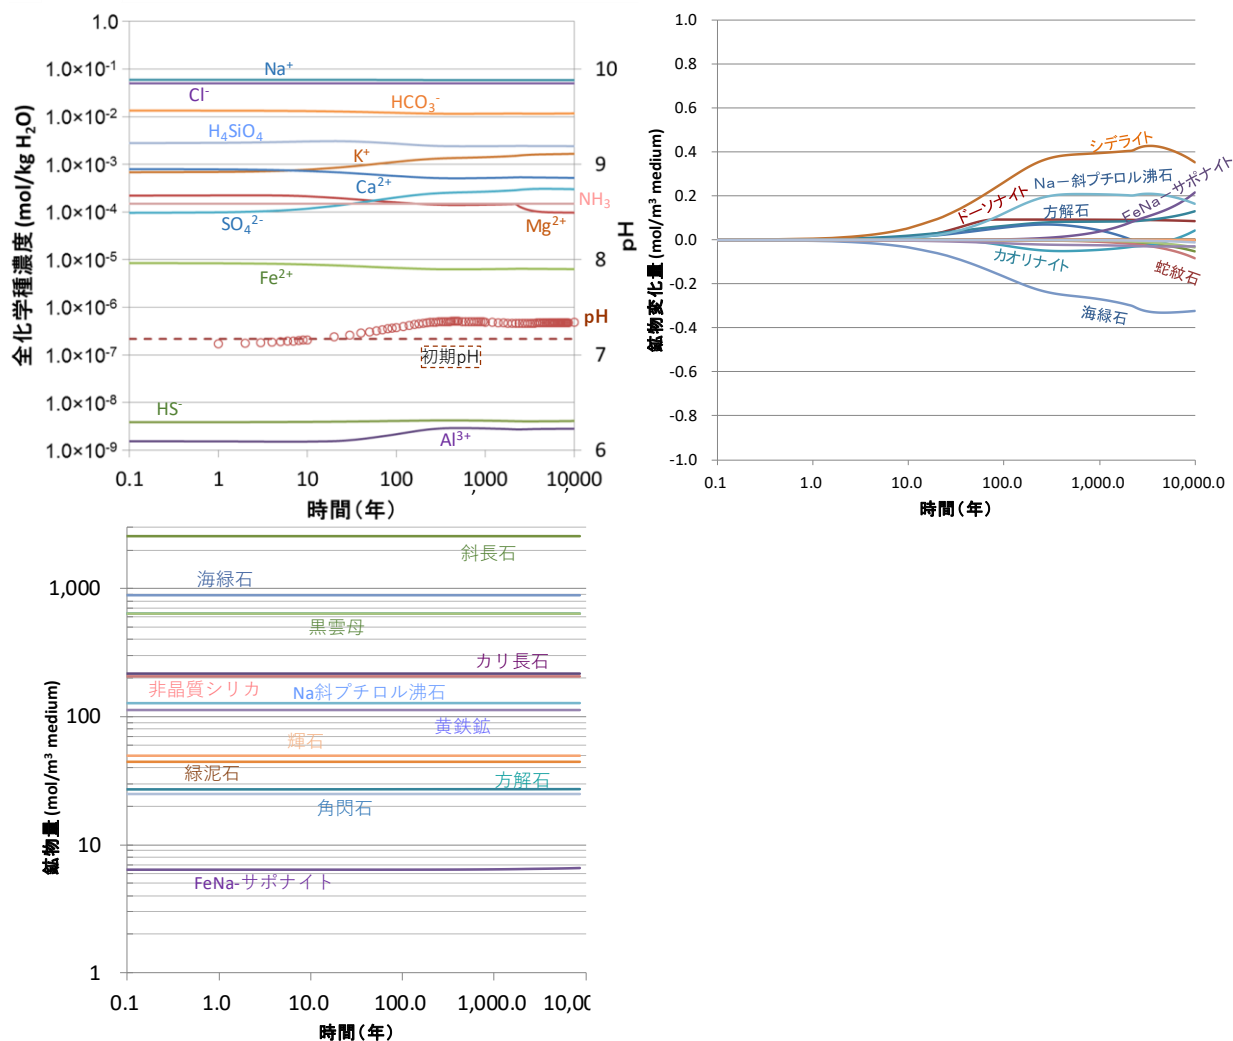 1.0
1.0×10⁻¹
1.0×10⁻²
1.0×10⁻³
1.0×10⁻⁴
1.0×10⁻⁵
1.0×10⁻⁶
1.0×10⁻⁷
1.0×10⁻⁸
1.0×10⁻⁹
全化学種濃度 (mol/kg H₂O)
Na⁺
Cl⁻
HCO₃⁻
H₄SiO₄
K⁺
Ca²⁺
SO₄²⁻
NH₃
Mg²⁺
Fe²⁺
pH
初期pH
HS⁻
Al³⁺
10
9
8
7
6
pH
0.1
1
10
100
1,000
10,000
時間(年)
1.0
0.8
0.6
0.4
0.2
0.0
-0.2
-0.4
-0.6
-0.8
-1.0
鉱物変化量 (mol/m³ medium)
シデライト
Na－斜プチロル沸石
ドーソナイト
方解石
FeNa－サポナイト
カオリナイト
蛇紋石
海緑石
0.1
1.0
10.0
100.0
1,000.0
10,000.0
時間(年)
1,000
100
10
1
鉱物量 (mol/m³ medium)
斜長石
海緑石
黒雲母
カリ長石
非晶質シリカ
Na斜プチロル沸石
黄鉄鉱
輝石
緑泥石
方解石
角閃石
FeNa-サポナイト
0.1
1.0
10.0
100.0
1,000.0
10,00
時間(年)